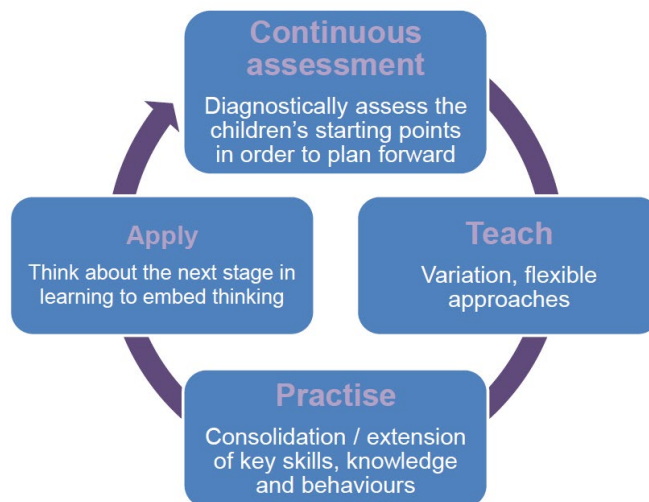 Continuous
assessment
Diagnostically assess the
children's starting points
in order to plan forward
Teach
Variation, flexible
approaches
Practise
Consolidation / extension
of key skills, knowledge
and behaviours
Apply
Think about the next stage in
learning to embed thinking